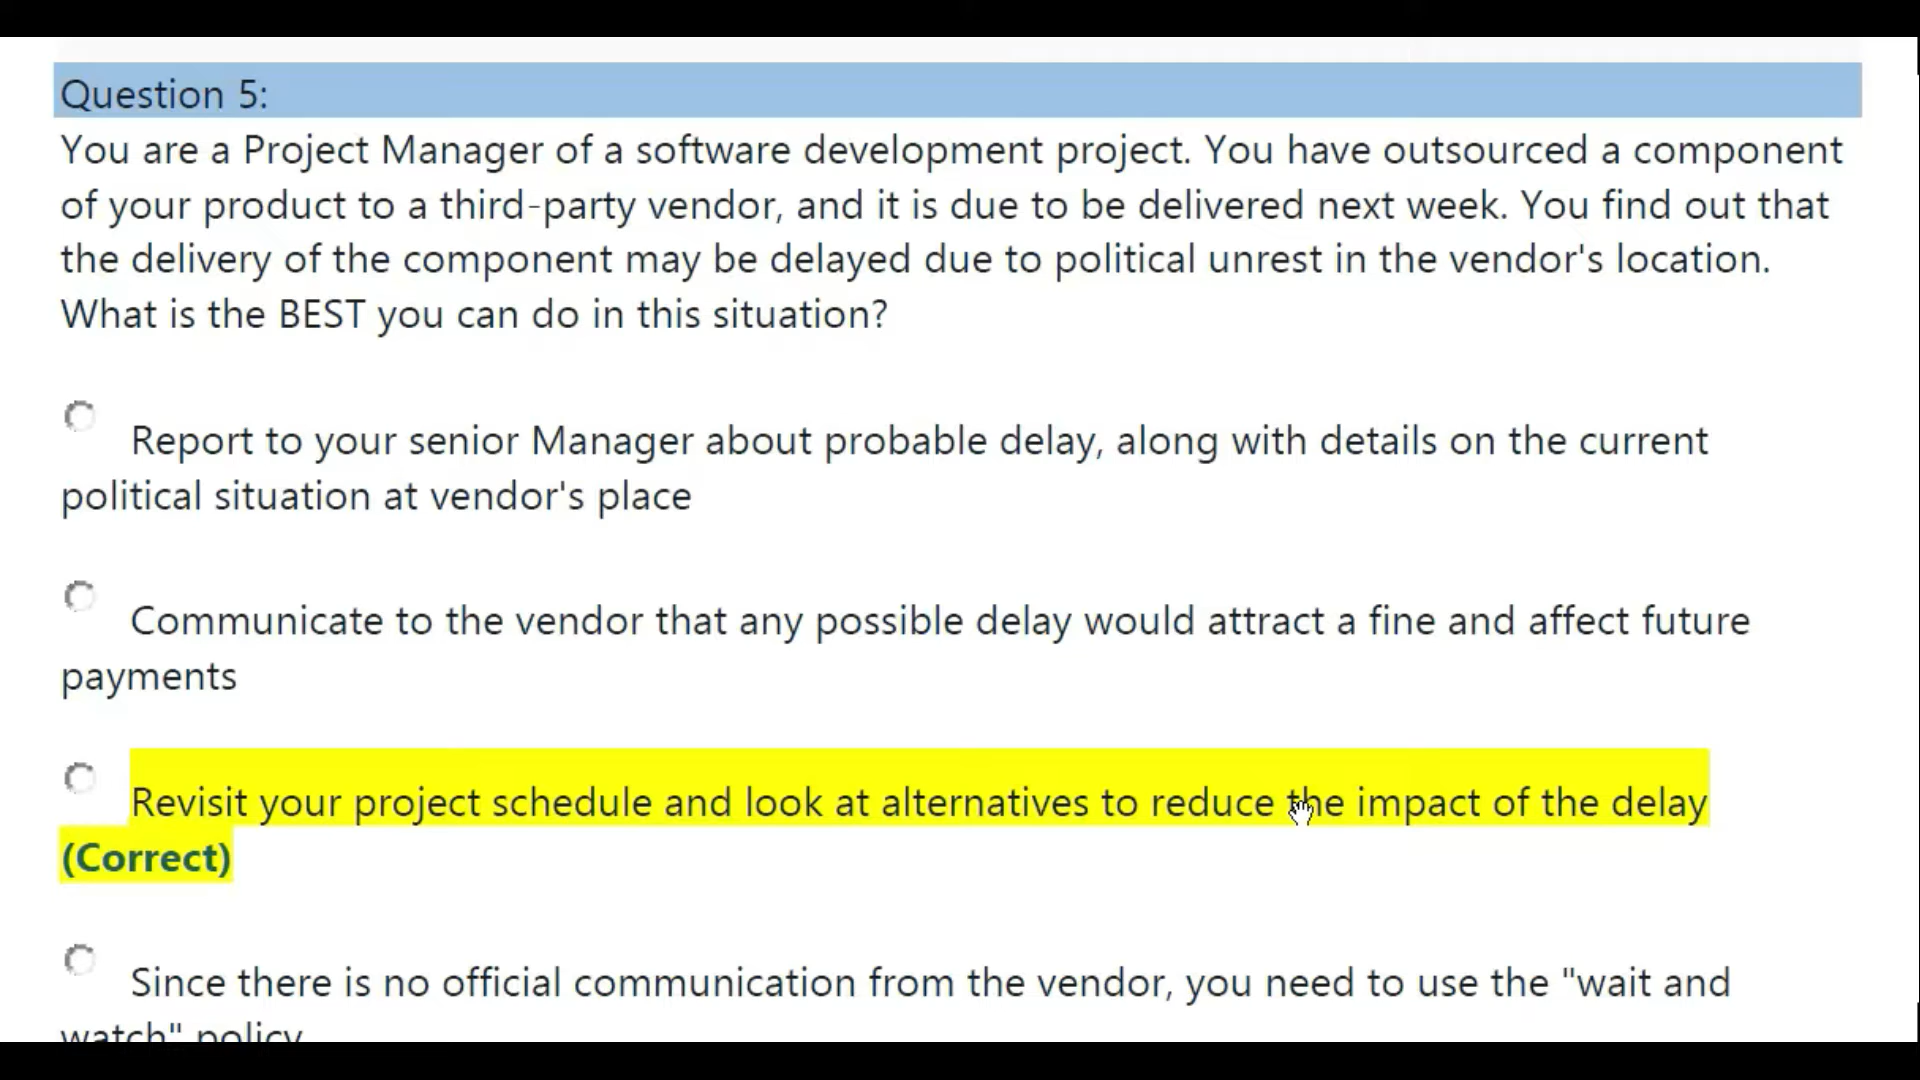 Question 5:
You are a Project Manager of a software development project. You have outsourced a component
of your product to a third-party vendor, and it is due to be delivered next week. You find out that
the delivery of the component may be delayed due to political unrest in the vendor's location.
What is the BEST you can do in this situation?
Report to your senior Manager about probable delay, along with details on the current
political situation at vendor's place
Communicate to the vendor that any possible delay would attract a fine and affect future
payments
Revisit your project schedule and look at alternatives to reduce the impact of the delay
(Correct)
Since there is no official communication from the vendor, you need to use the "wait and
watch" policy